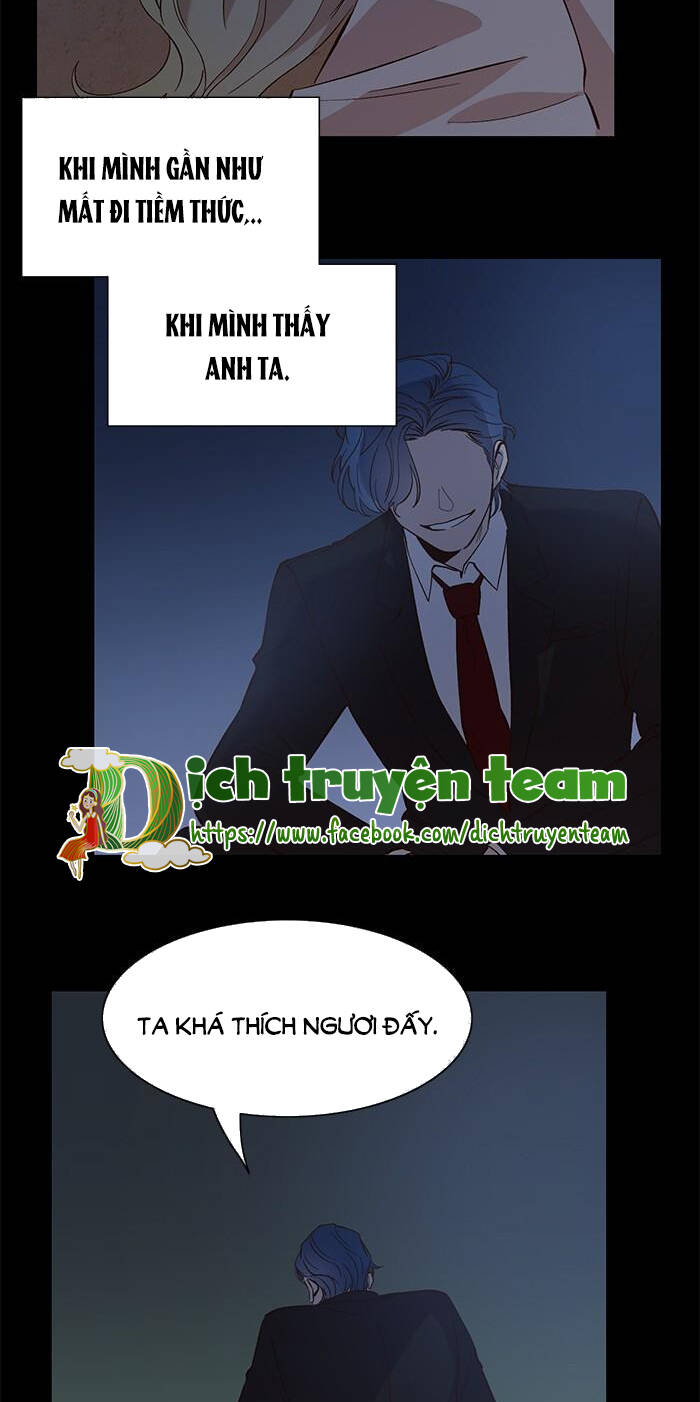 KHI MÌNH GẦN NHƯ
MẤT ĐI TIỀM THỨC,..
KHI MÌNH THẤY
ANH TA.
Dịch truyện team
https://www.facebook.com/dichtruyenteam
TA KHÁ THÍCH NGƯƠI ĐẤY.